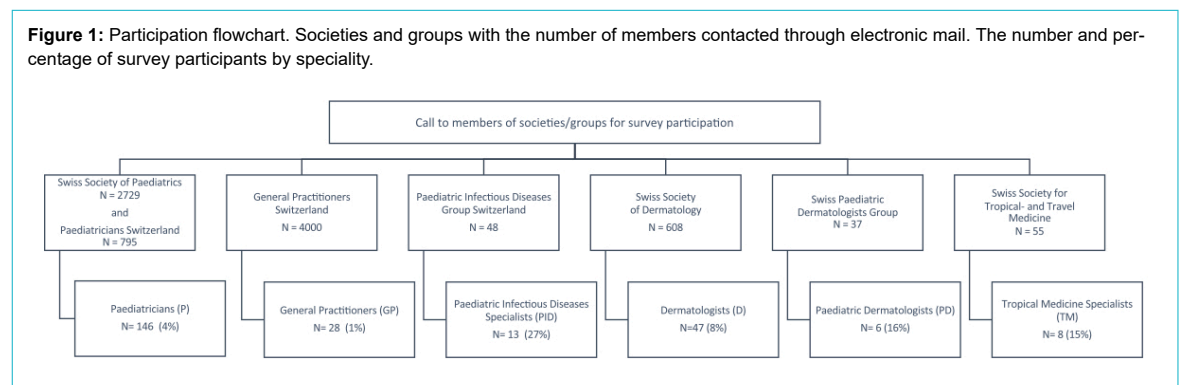 Figure 1: Participation flowchart. Societies and groups with the number of members contacted through electronic mail. The number and per-
centage of survey participants by speciality.
Call to members of societies/groups for survey participation
Swiss Society of Paediatrics
N = 2729
and
Paediatricians Switzerland
N = 795
General Practitioners
Switzerland
N = 4000
Paediatric Infectious Diseases
Group Switzerland
N = 48
Swiss Society
of Dermatology
N = 608
Swiss Paediatric
Dermatologists Group
N = 37
Swiss Society for
Tropical- and Travel
Medicine
N = 55
Paediatricians (P)
N= 146 (4%)
General Practitioners (GP)
N= 28 (1%)
Paediatric Infectious Diseases
Specialists (PID)
N= 13 (27%)
Dermatologists (D)
N=47 (8%)
Paediatric Dermatologists (PD)
N= 6 (16%)
Tropical Medicine Specialists
(TM)
N= 8 (15%)